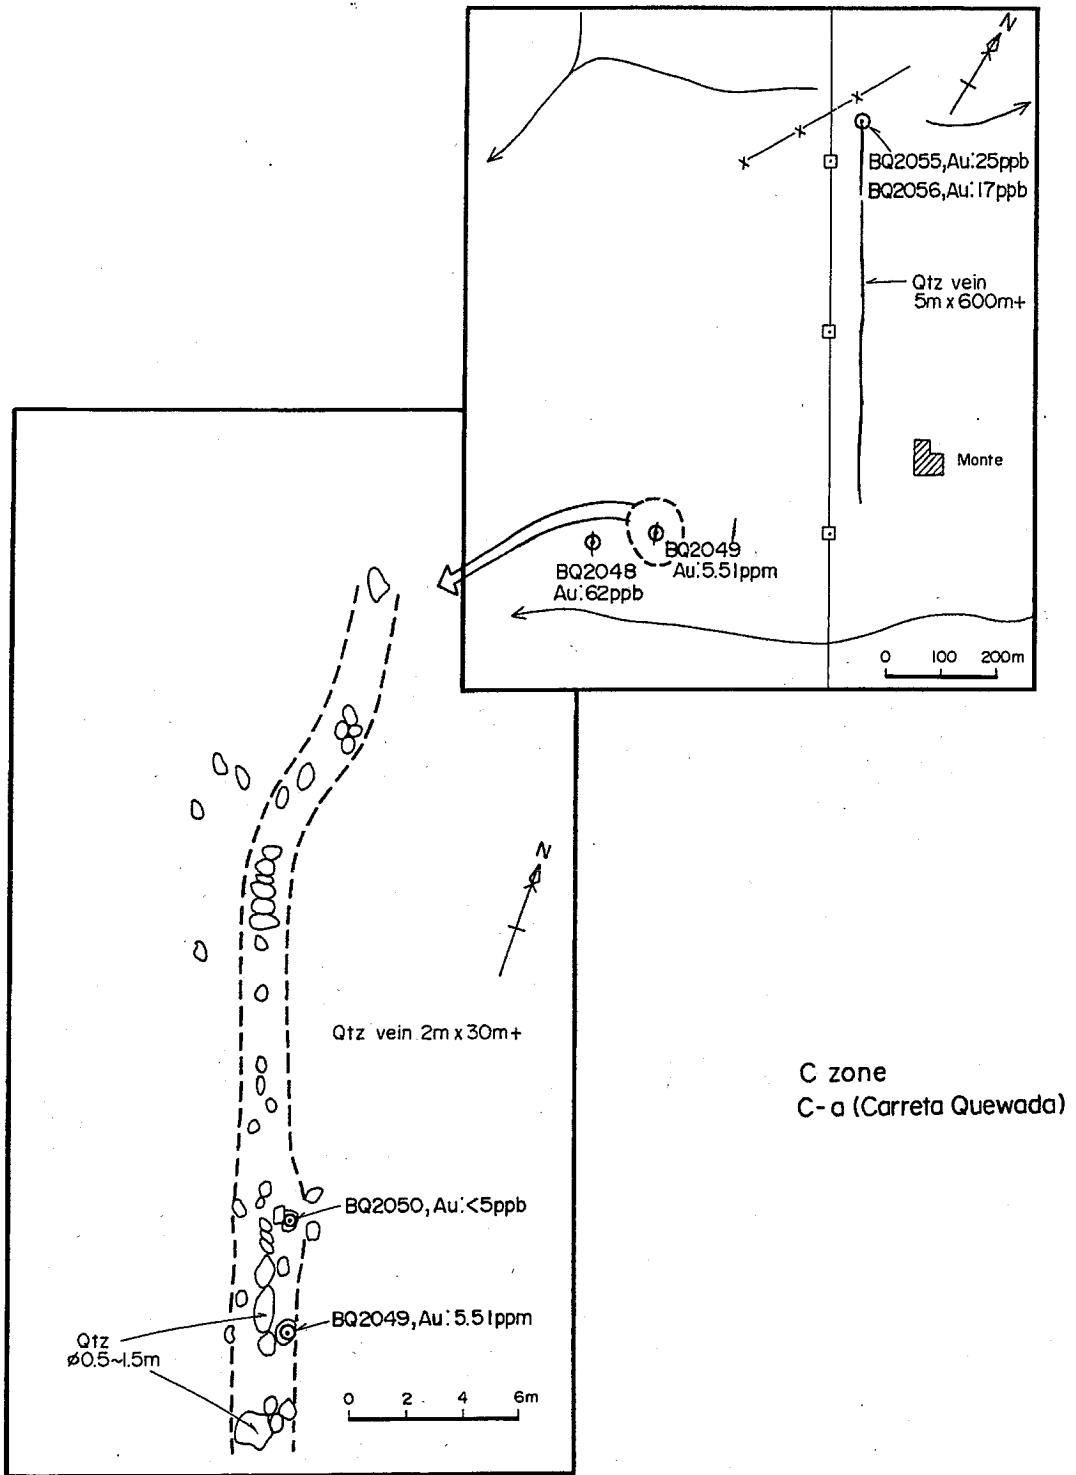 N
BQ2055,Au:25ppb
BQ2056,Au:17ppb
Qtz vein
5m x 600m+
Monte
BQ2049
Au:5.51ppm
BQ2048
Au:62ppb
0 100 200m
N
Qtz vein 2m x 30m+
C zone
C-a (Carreta Quewada)
BQ2050, Au:<5ppb
BQ2049, Au:5.51ppm
Qtz
ø0.5~1.5m
0 2 4 6m